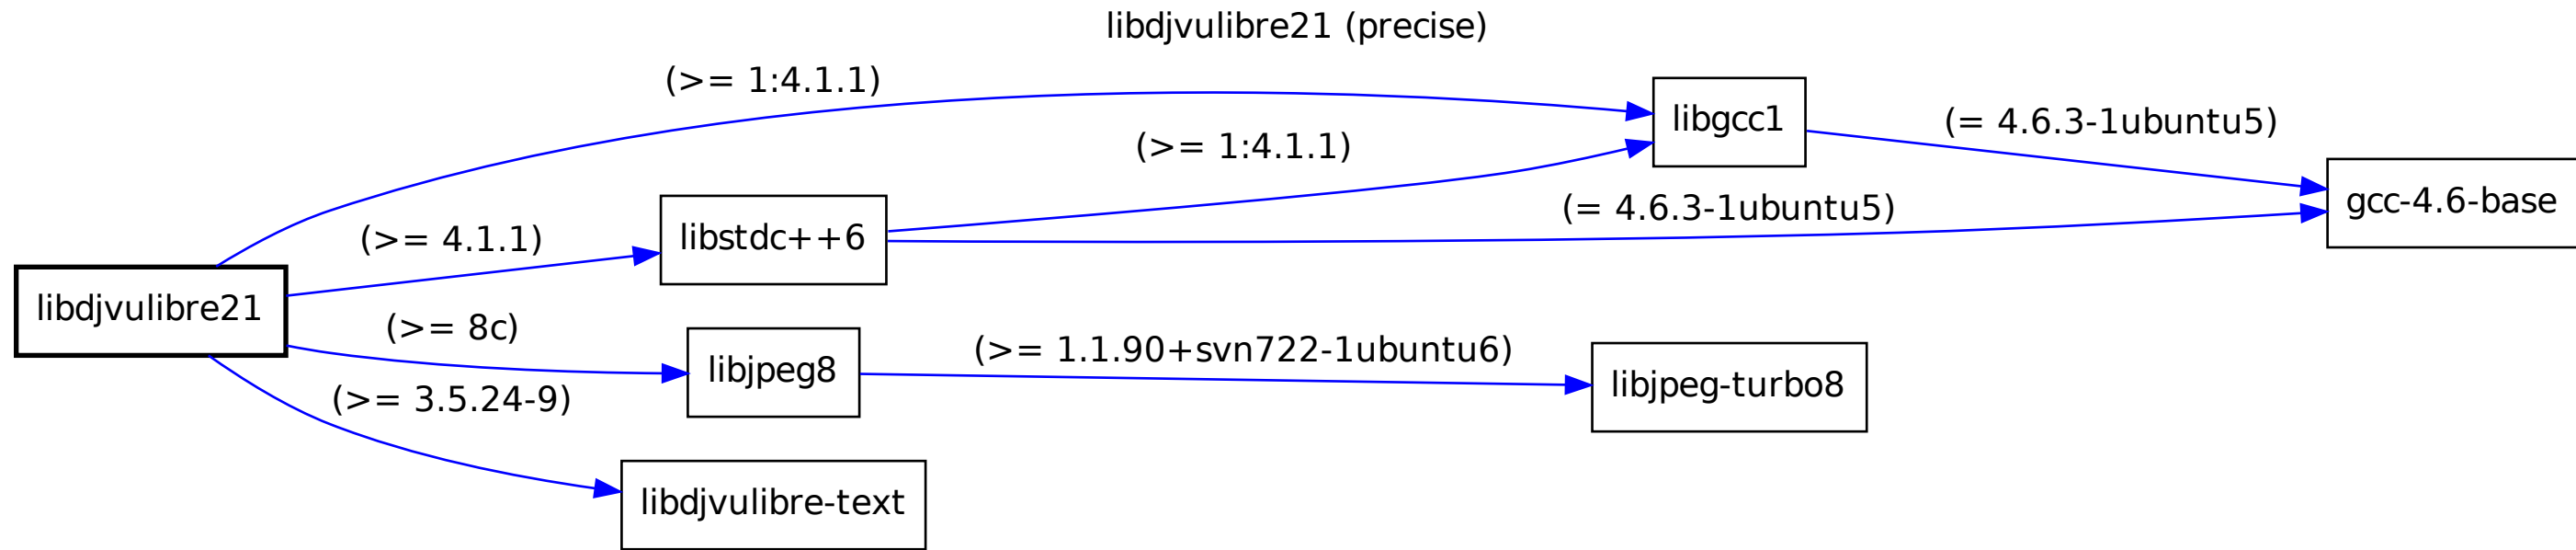 libdjvulibre21 (precise)
(>= 1:4.1.1)
libgcc1
(= 4.6.3-1ubuntu5)
(>= 1:4.1.1)
gcc-4.6-base
(= 4.6.3-1ubuntu5)
libstdc++6
(>= 4.1.1)
libdjvulibre21
(>= 8c)
libjpeg8
(>= 1.1.90+svn722-1ubuntu6)
libjpeg-turbo8
(>= 3.5.24-9)
libdjvulibre-text